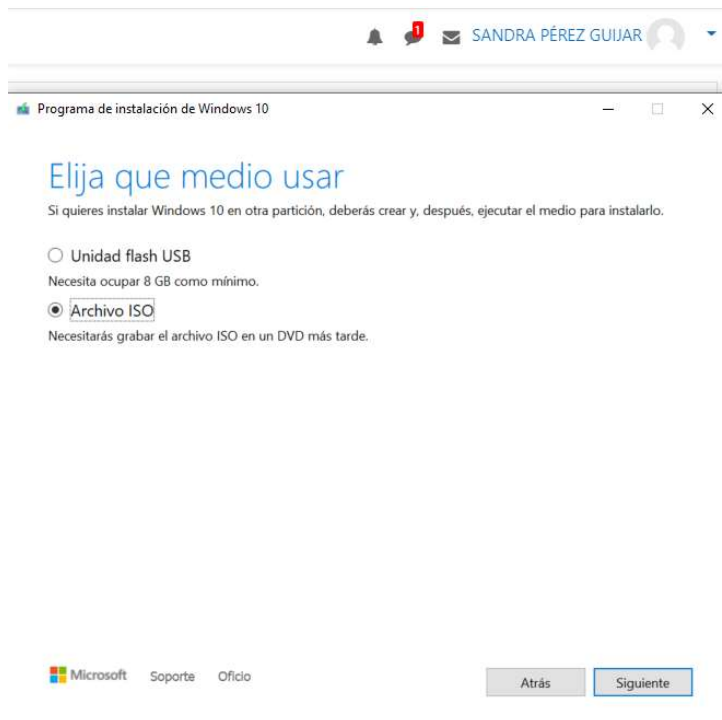 1
SANDRA PÉREZ GUIJAR
Programa de instalación de Windows 10
Elija que medio usar
Si quieres instalar Windows 10 en otra partición, deberás crear y, después, ejecutar el medio para instalarlo.
Unidad flash USB
Necesita ocupar 8 GB como mínimo.
Archivo ISO
Necesitarás grabar el archivo ISO en un DVD más tarde.
Microsoft Soporte Oficio Atrás Siguiente